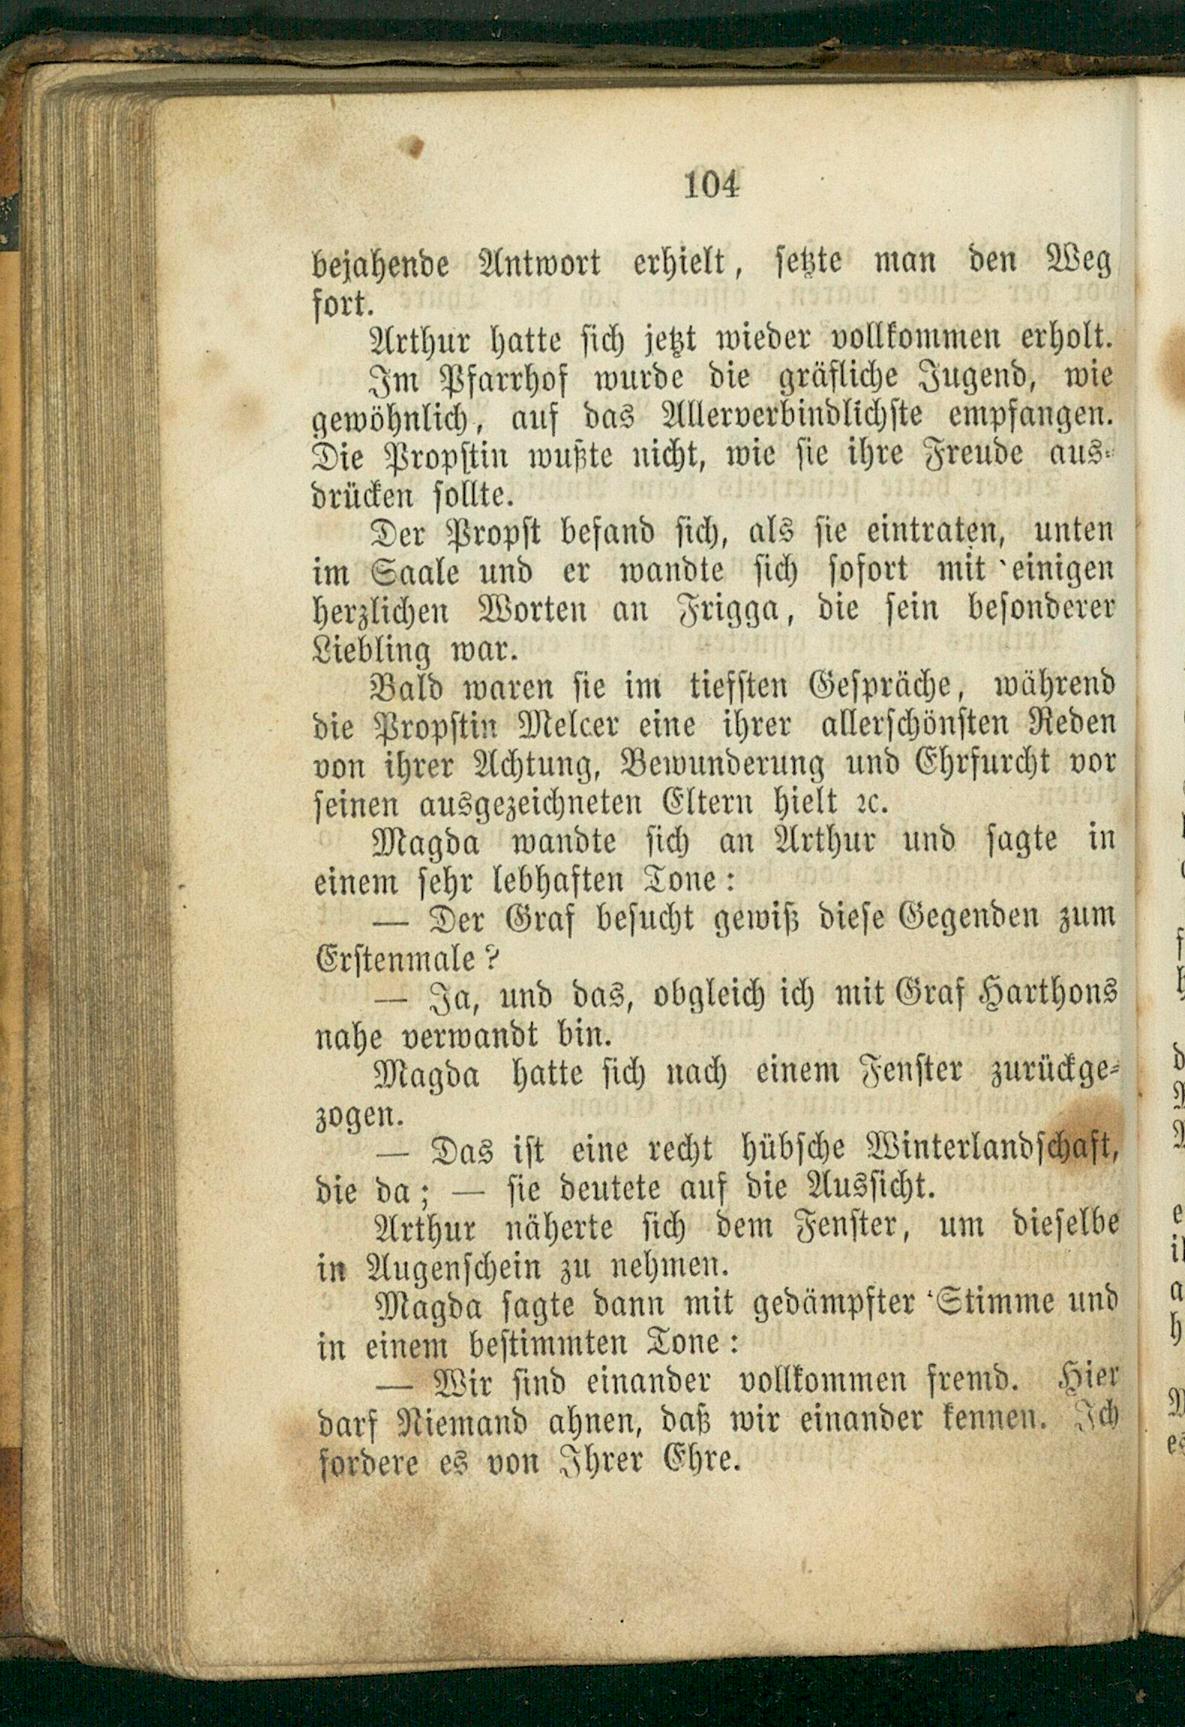 104
bejahende Antwort erhielt, setzte man den Weg
fort.
Arthur hatte sich jetzt wieder vollkommen erholt.
Im Pfarrhof wurde die gräfliche Jugend, wie
gewöhnlich, auf das Allerverbindlichste empfangen.
Die Propstin wußte nicht, wie sie ihre Freude aus-
drücken sollte.
Der Propst befand sich, als sie eintraten, unten
im Saale und er wandte sich sofort mit einigen
herzlichen Worten an Frigga, die sein besonderer
Liebling war.
Bald waren sie im tiefsten Gespräche, während
die Propstin Melcer eine ihrer allerschönsten Reden
von ihrer Achtung, Bewunderung und Ehrfurcht vor
seinen ausgezeichneten Eltern hielt ꝛc.
Magda wandte sich an Arthur und sagte in
einem sehr lebhaften Tone:
— Der Graf besucht gewiß diese Gegenden zum
Erstenmale?
— Ja, und das, obgleich ich mit Graf Harthons
nahe verwandt bin.
Magda hatte sich nach einem Fenster zurückge-
zogen.
— Das ist eine recht hübsche Winterlandschaft,
die da; — sie deutete auf die Aussicht.
Arthur näherte sich dem Fenster, um dieselbe
in Augenschein zu nehmen.
Magda sagte dann mit gedämpfter Stimme und
in einem bestimmten Tone:
— Wir sind einander vollkommen fremd. Hier
darf Niemand ahnen, daß wir einander kennen. Ich
fordere es von Ihrer Ehre.